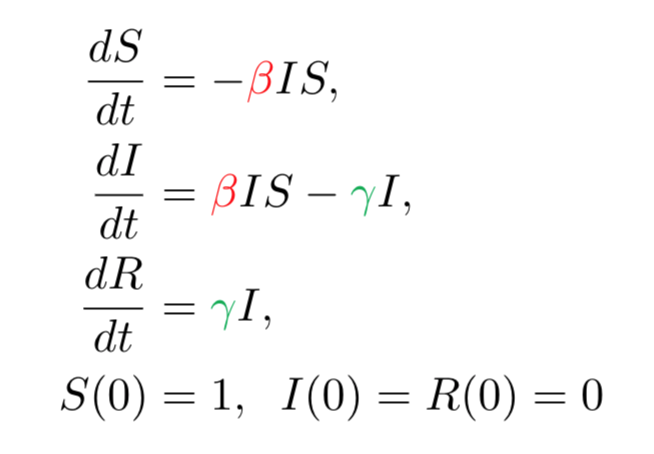 dS/dt = −βIS,
dI/dt = βIS − γI,
dR/dt = γI,
S(0) = 1, I(0) = R(0) = 0